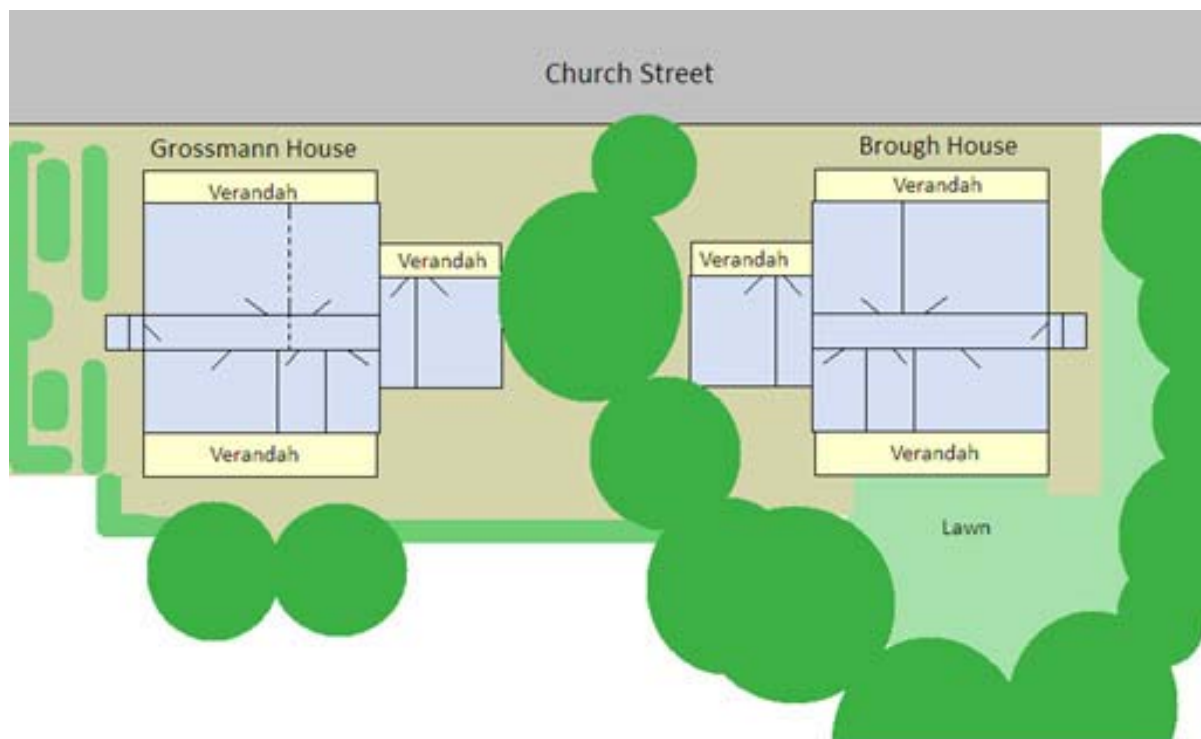 Church Street
Grossmann House
Brough House
Verandah
Verandah
Verandah
Verandah
Verandah
Verandah
Lawn